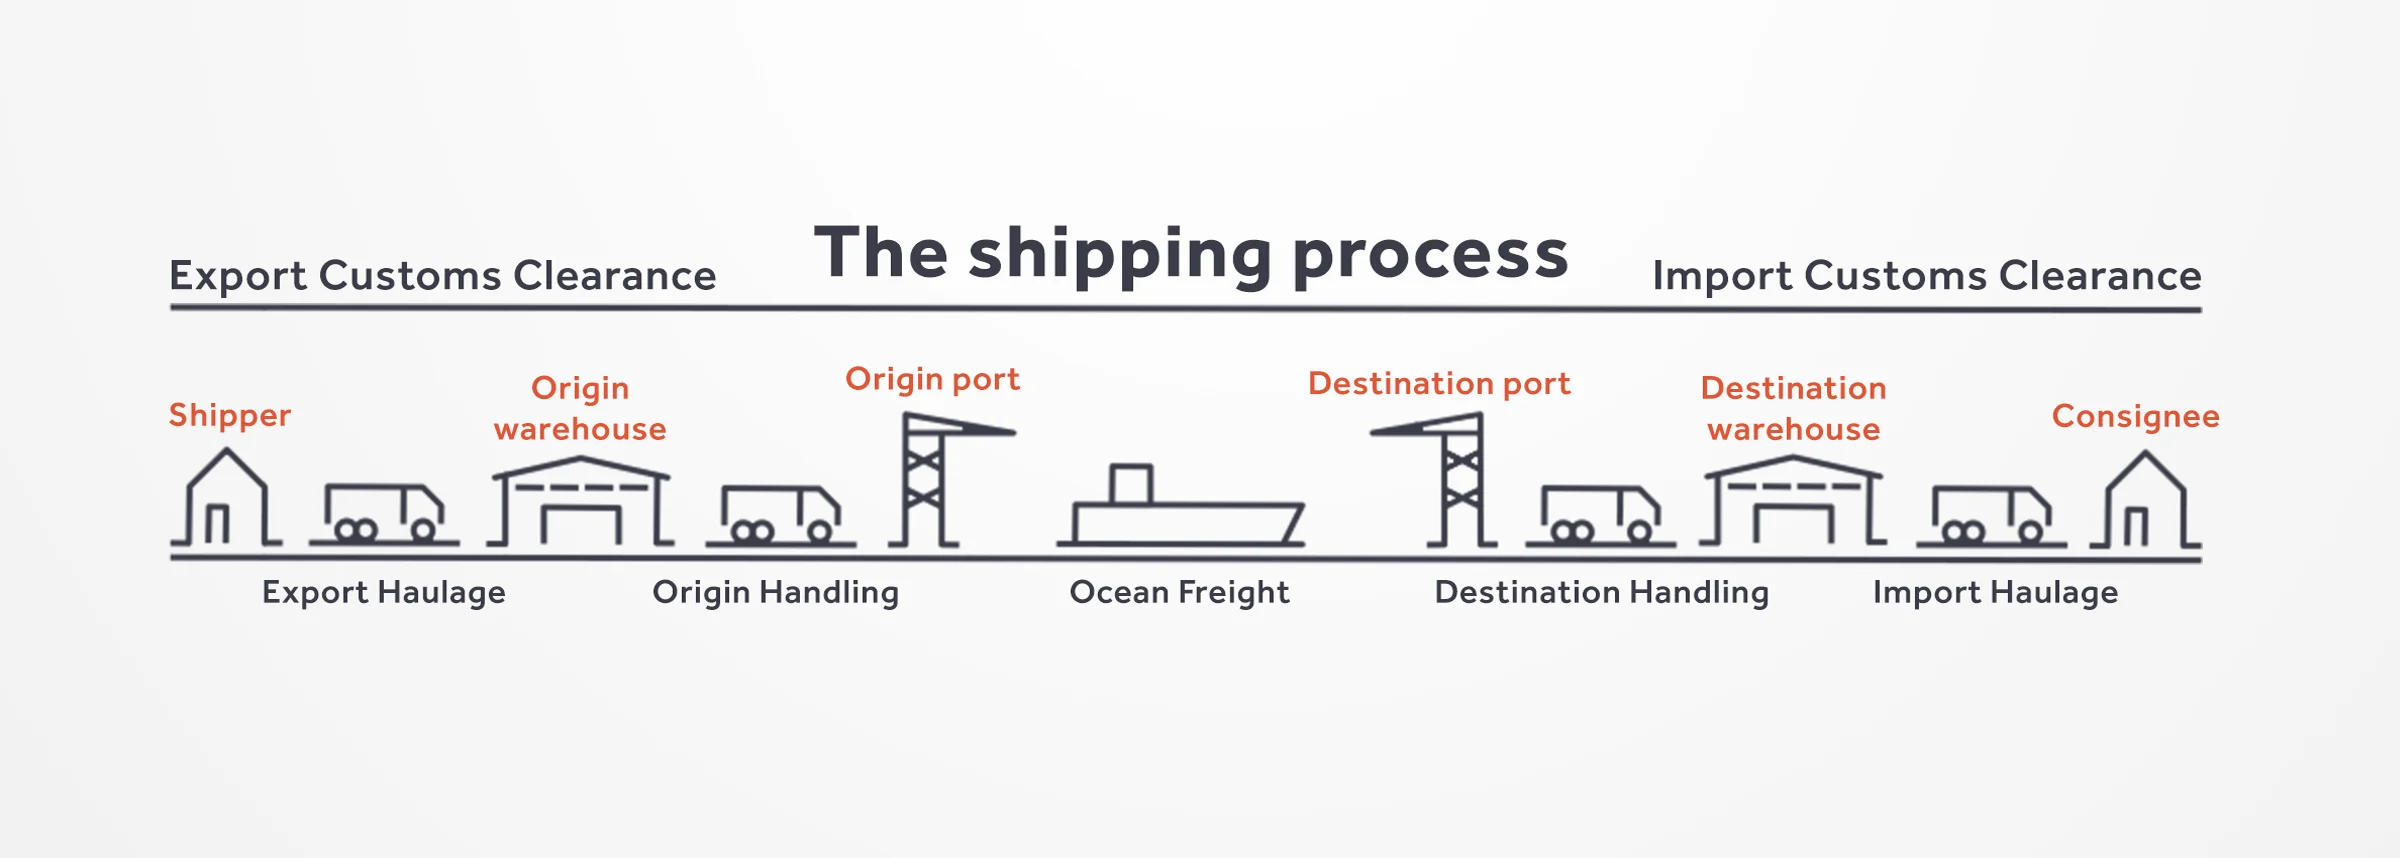 The shipping process
Export Customs Clearance
Import Customs Clearance
Shipper
Origin
warehouse
Origin port
Destination port
Destination
warehouse
Consignee
Export Haulage
Origin Handling
Ocean Freight
Destination Handling
Import Haulage